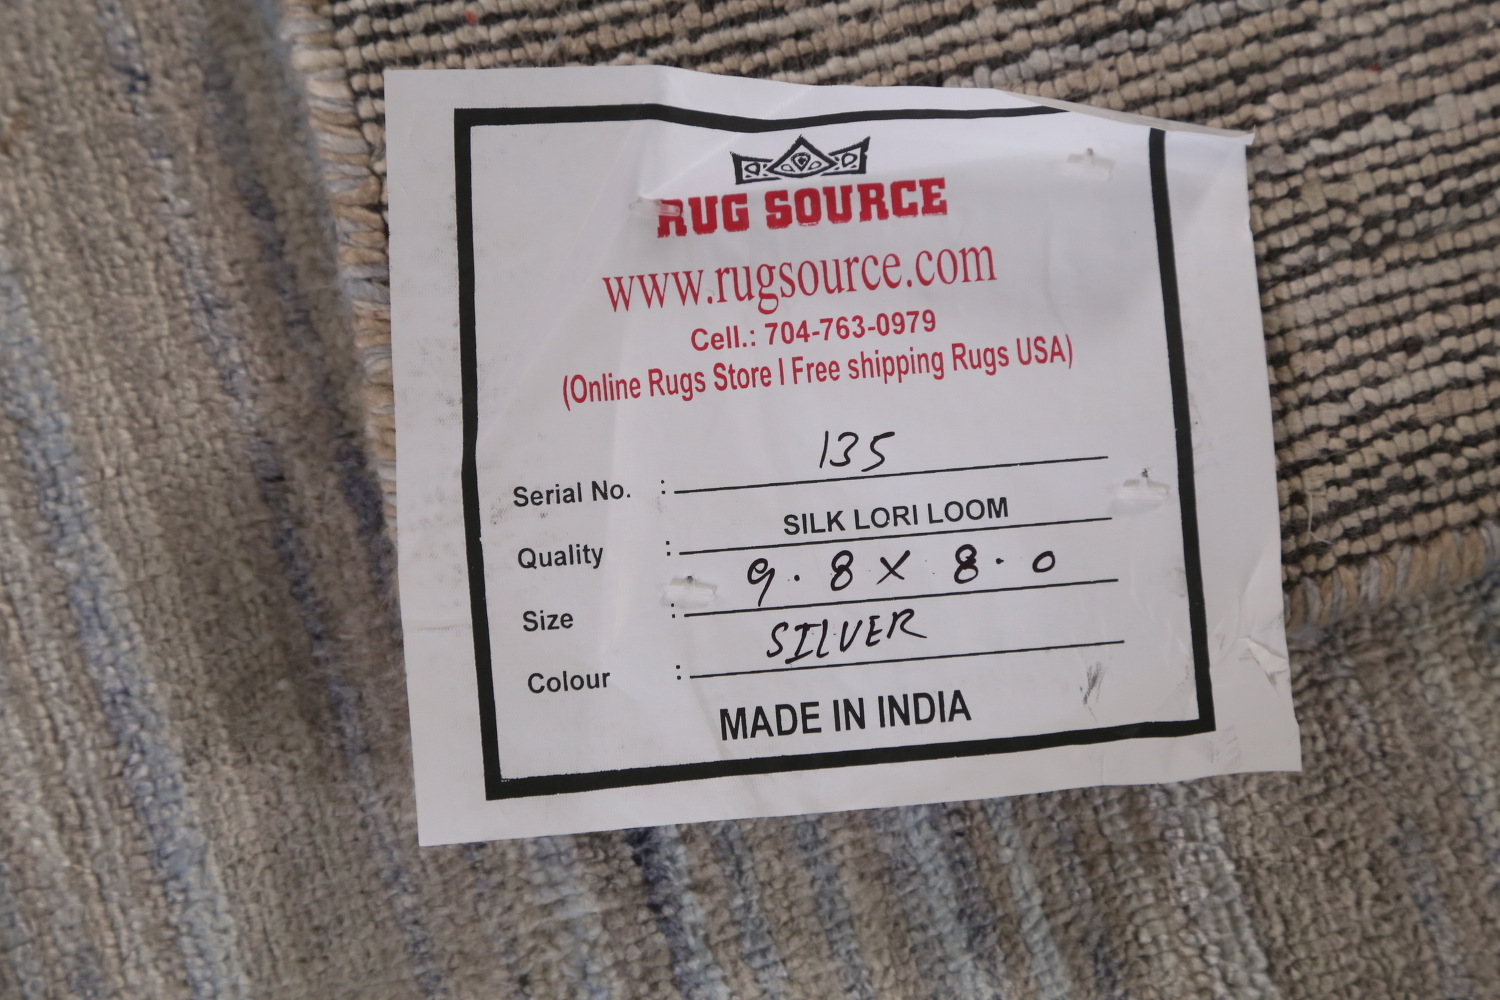 RUG SOURCE
www.rugsource.com
Cell.: 704-763-0979
(Online Rugs Store I Free shipping Rugs USA)
Serial No. : 135
Quality : SILK LORI LOOM
Size : 9.8 X 8.0
Colour : SILVER
MADE IN INDIA